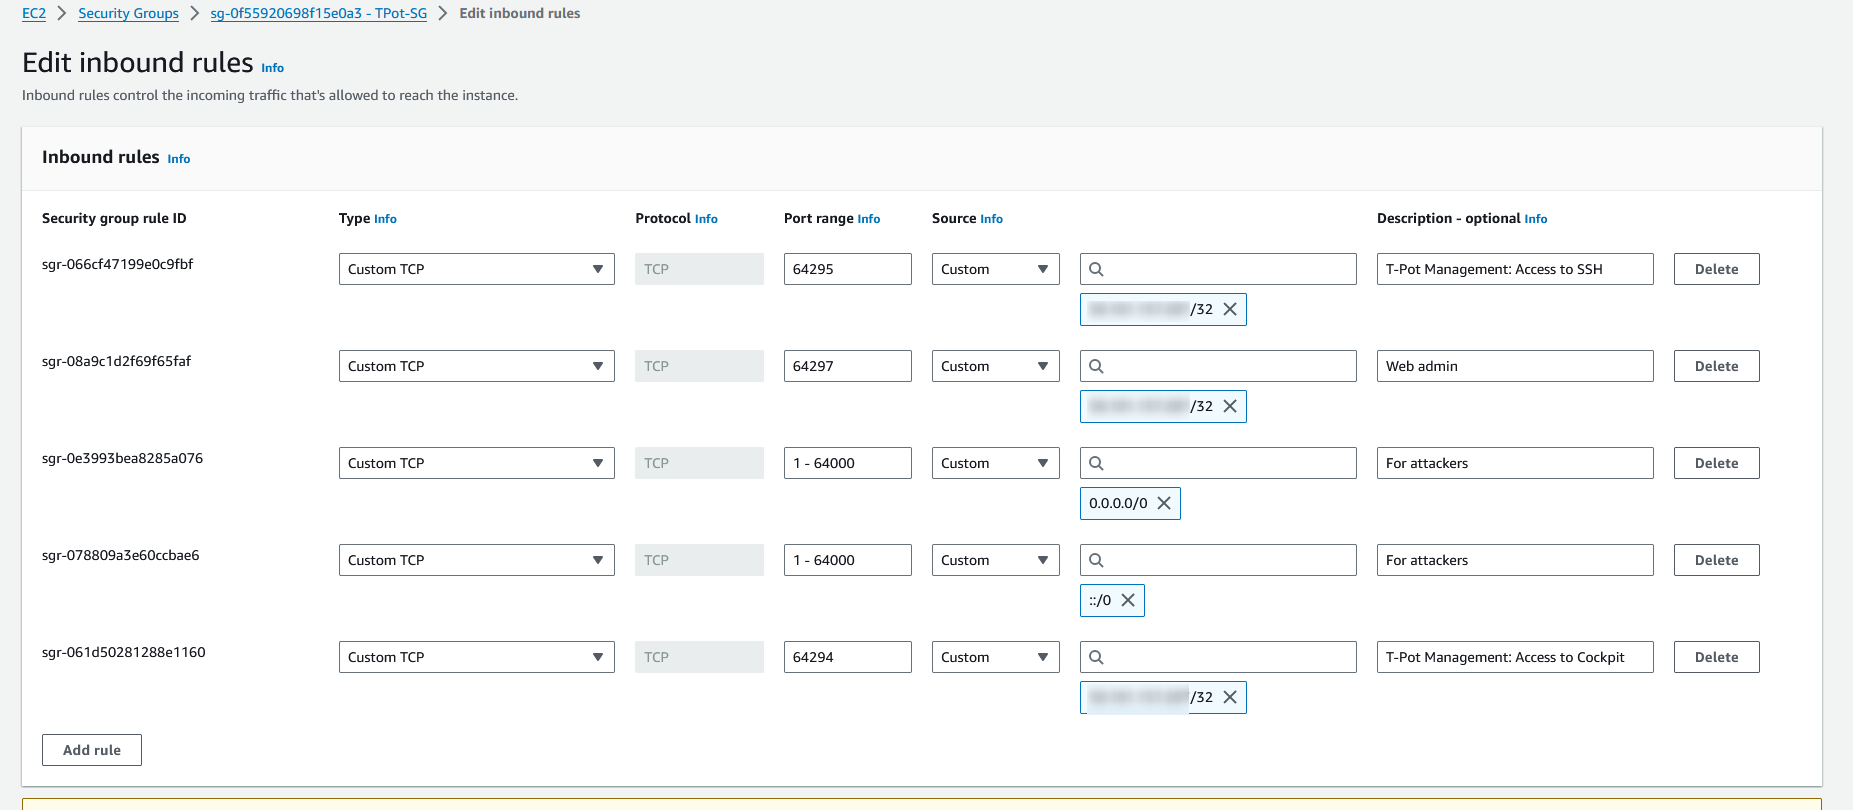 EC2 > Security Groups > sg-0f55920698f15e0a3 - TPot-SG > Edit inbound rules
Edit inbound rules Info
Inbound rules control the incoming traffic that's allowed to reach the instance.
Inbound rules Info
Security group rule ID Type Info Protocol Info Port range Info Source Info Description - optional Info
sgr-066cf47199e0c9fbf Custom TCP TCP 64295 Custom T-Pot Management: Access to SSH Delete
/32
sgr-08a9c1d2f69f65faf Custom TCP TCP 64297 Custom Web admin Delete
/32
sgr-0e3993bea8285a076 Custom TCP TCP 1 - 64000 Custom For attackers Delete
0.0.0.0/0
sgr-078809a3e60ccbae6 Custom TCP TCP 1 - 64000 Custom For attackers Delete
::/0
sgr-061d50281288e1160 Custom TCP TCP 64294 Custom T-Pot Management: Access to Cockpit Delete
/32
Add rule